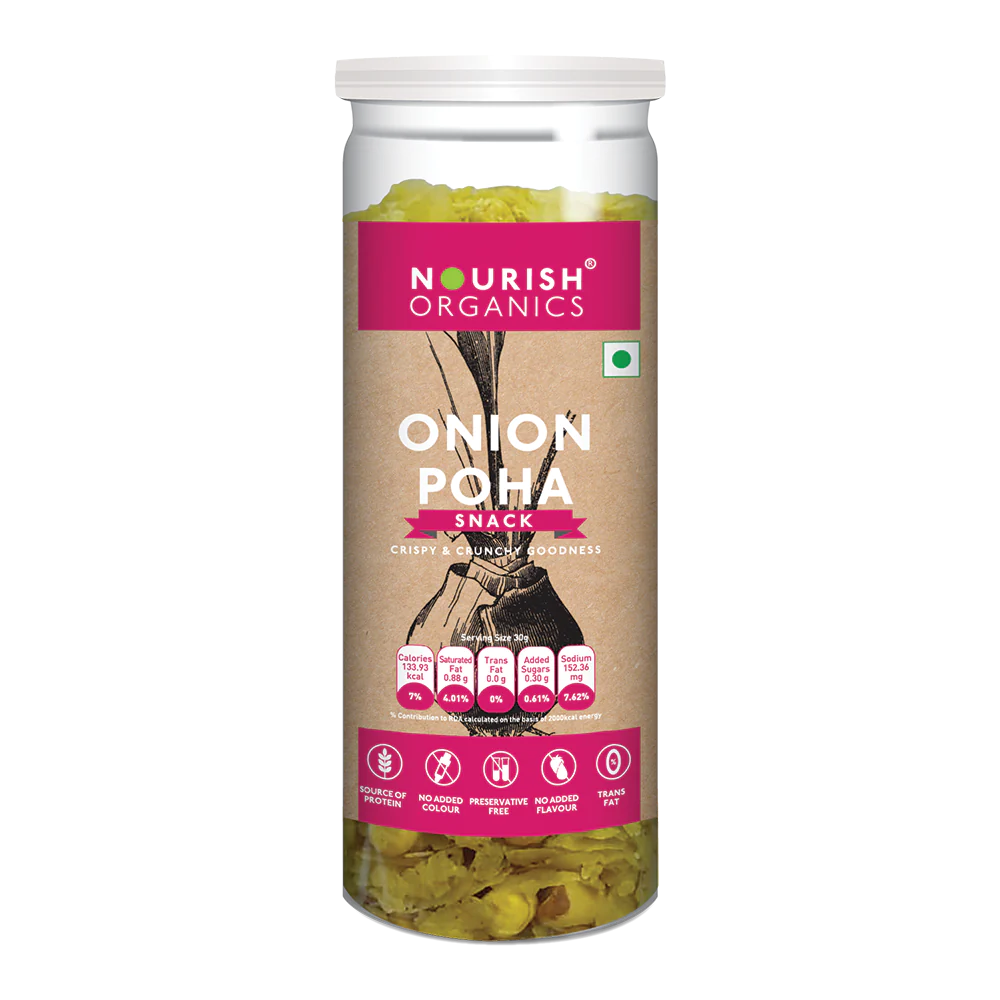 NOURISH®
ORGANICS
ONION
POHA
SNACK
CRISPY & CRUNCHY GOODNESS
Serving Size 30g
Calories 133.93 kcal 7%
Saturated Fat 0.88 g 4.01%
Trans Fat 0.0 g 0%
Added Sugars 0.30 g 0.61%
Sodium 152.36 mg 7.62%
% Contribution to RDA calculated on the basis of 2000kcal energy
SOURCE OF PROTEIN
NO ADDED COLOUR
PRESERVATIVE FREE
NO ADDED FLAVOUR
%
TRANS FAT